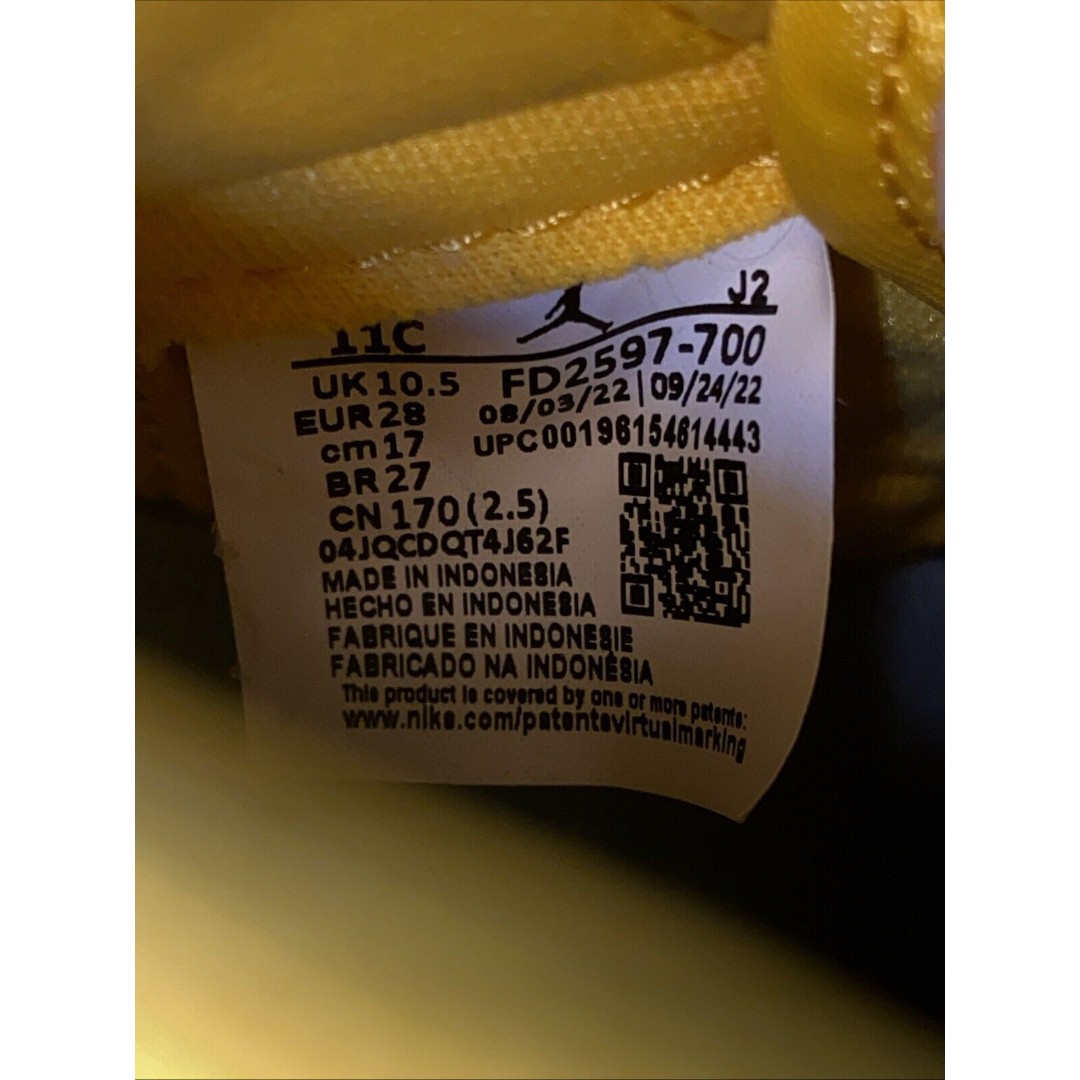 11C J2
UK 10.5 FD2597-700
EUR 28 08/03/22 | 09/24/22
cm 17 UPC00196154614443
BR 27
CN 170 (2.5)
04JQCDQT4J62F
MADE IN INDONESIA
HECHO EN INDONESIA
FABRIQUE EN INDONESIE
FABRICADO NA INDONÉSIA
This product is covered by one or more patents:
www.nike.com/patentsvirtualmarking